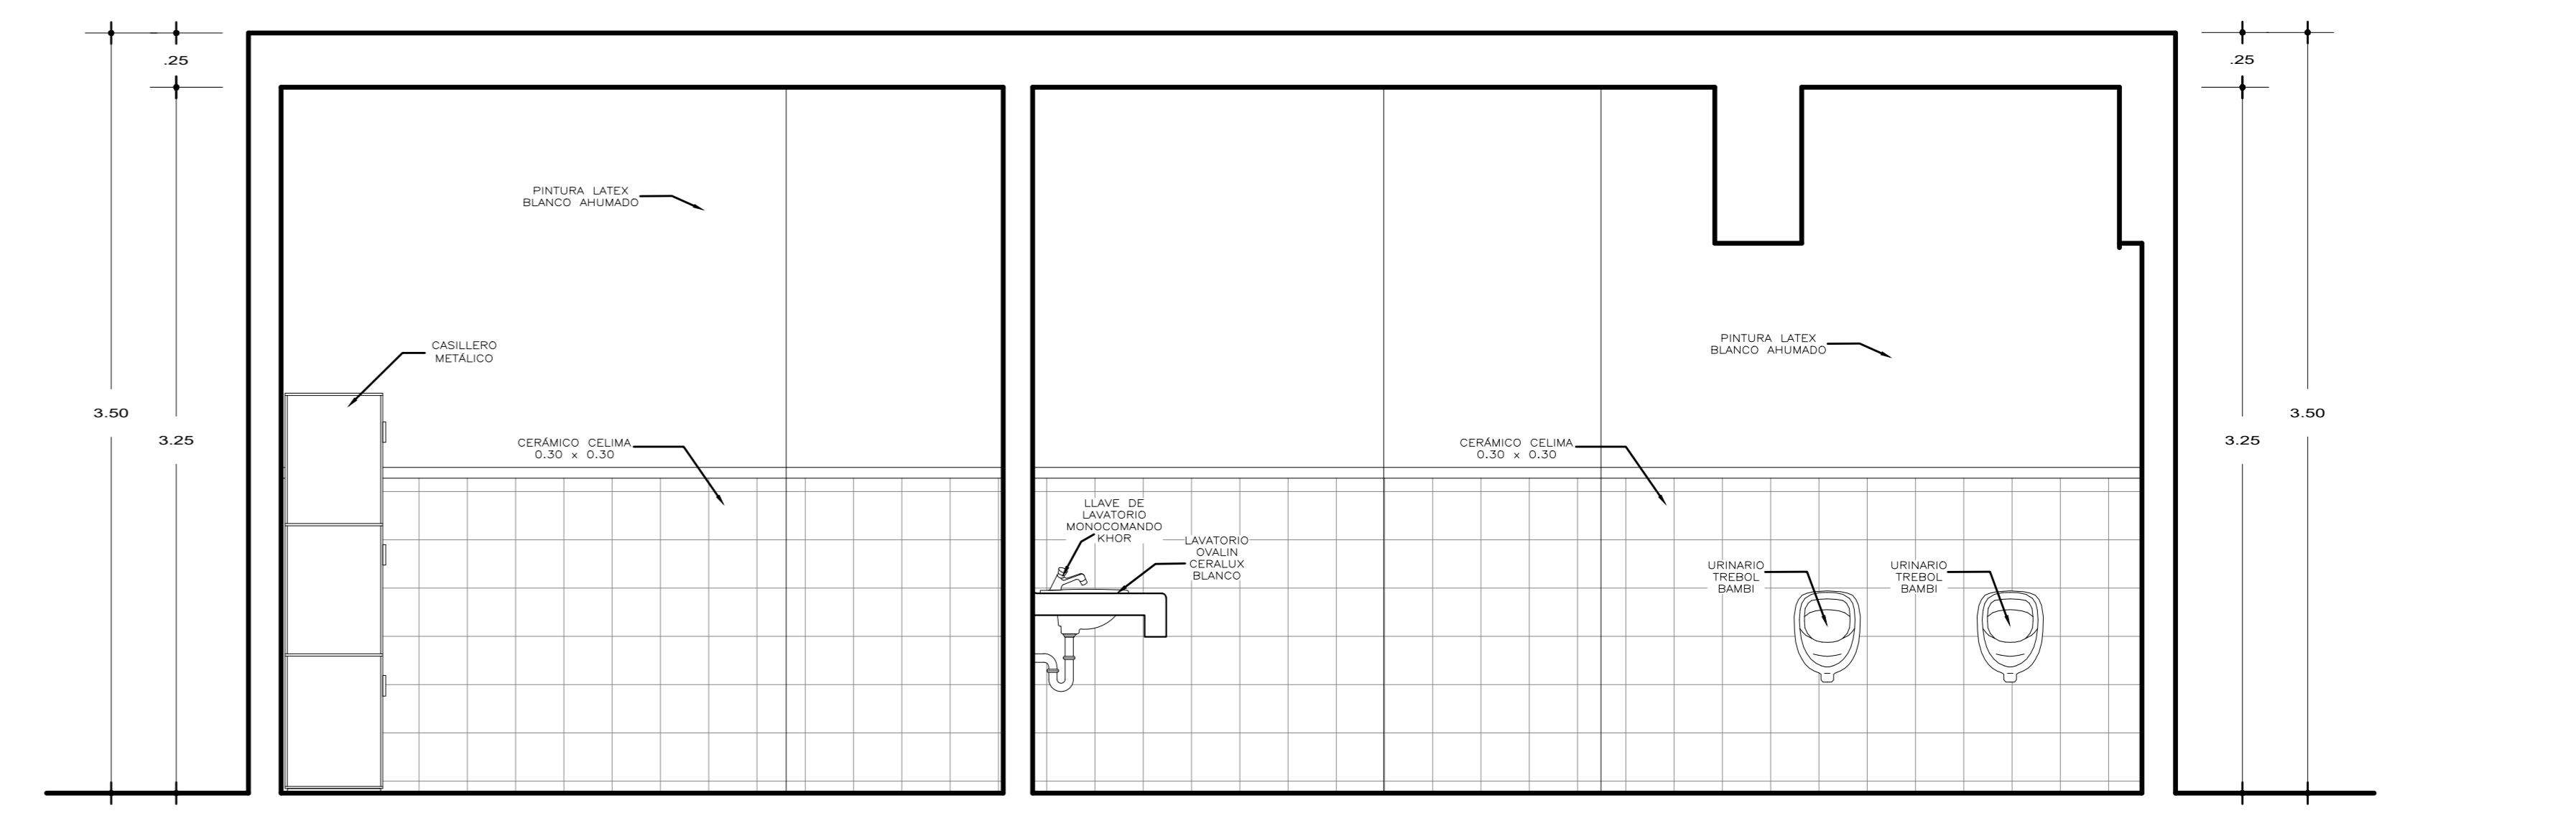 .25
.25
PINTURA LATEX
BLANCO AHUMADO
PINTURA LATEX
BLANCO AHUMADO
CASILLERO
METÁLICO
3.50
3.25
3.50
3.25
CERÁMICO CELIMA
0.30 x 0.30
CERÁMICO CELIMA
0.30 x 0.30
LLAVE DE
LAVATORIO
MONOCOMANDO
KHOR
LAVATORIO
OVALIN
CERALUX
BLANCO
URINARIO
TREBOL
BAMBI
URINARIO
TREBOL
BAMBI